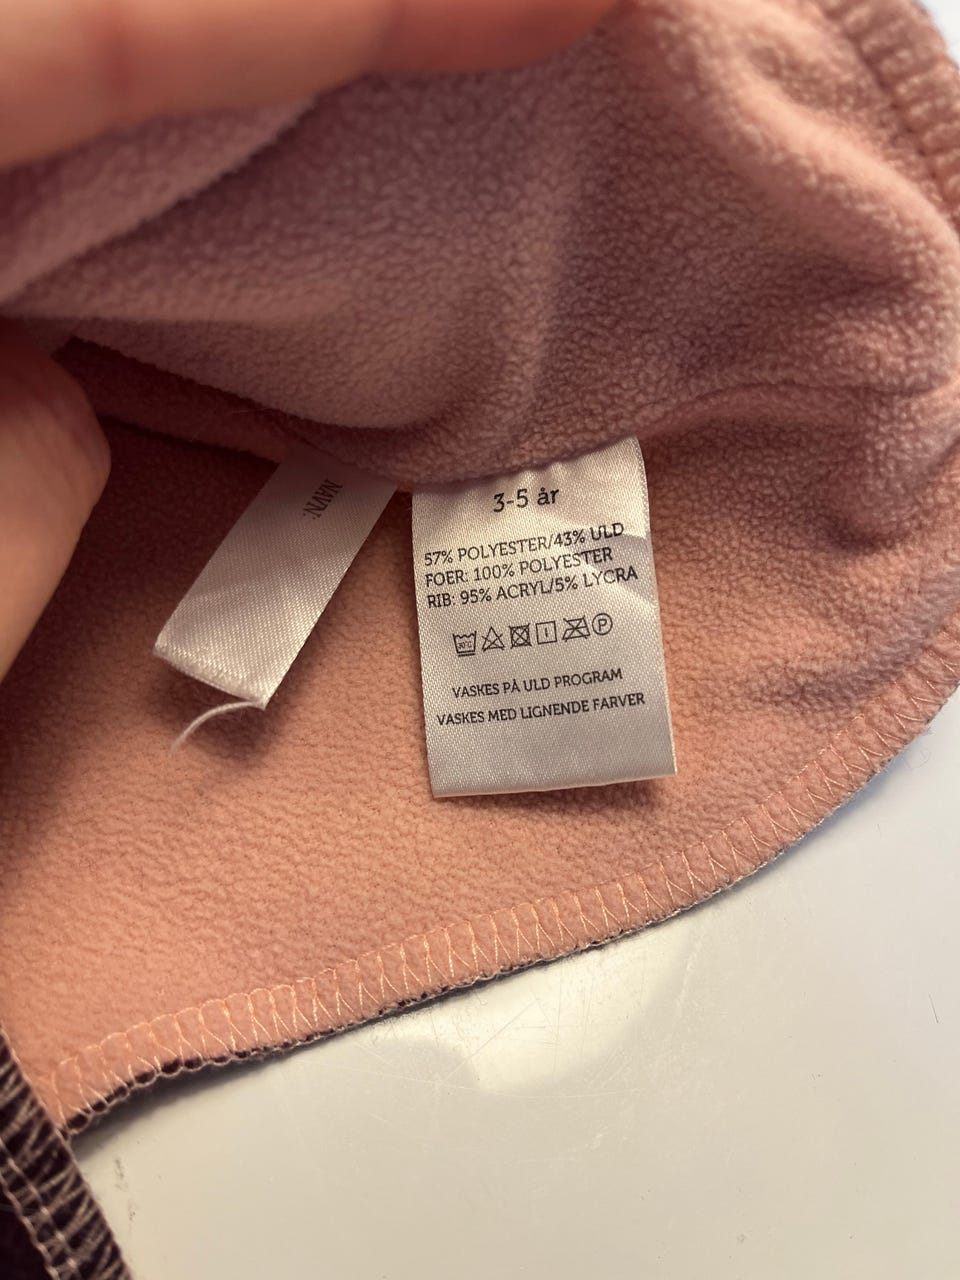 NAVN:
3-5 år
57% POLYESTER/43% ULD
FOER: 100% POLYESTER
RIB: 95% ACRYL/5% LYCRA
30°C P
VASKES PÅ ULD PROGRAM
VASKES MED LIGNENDE FARVER